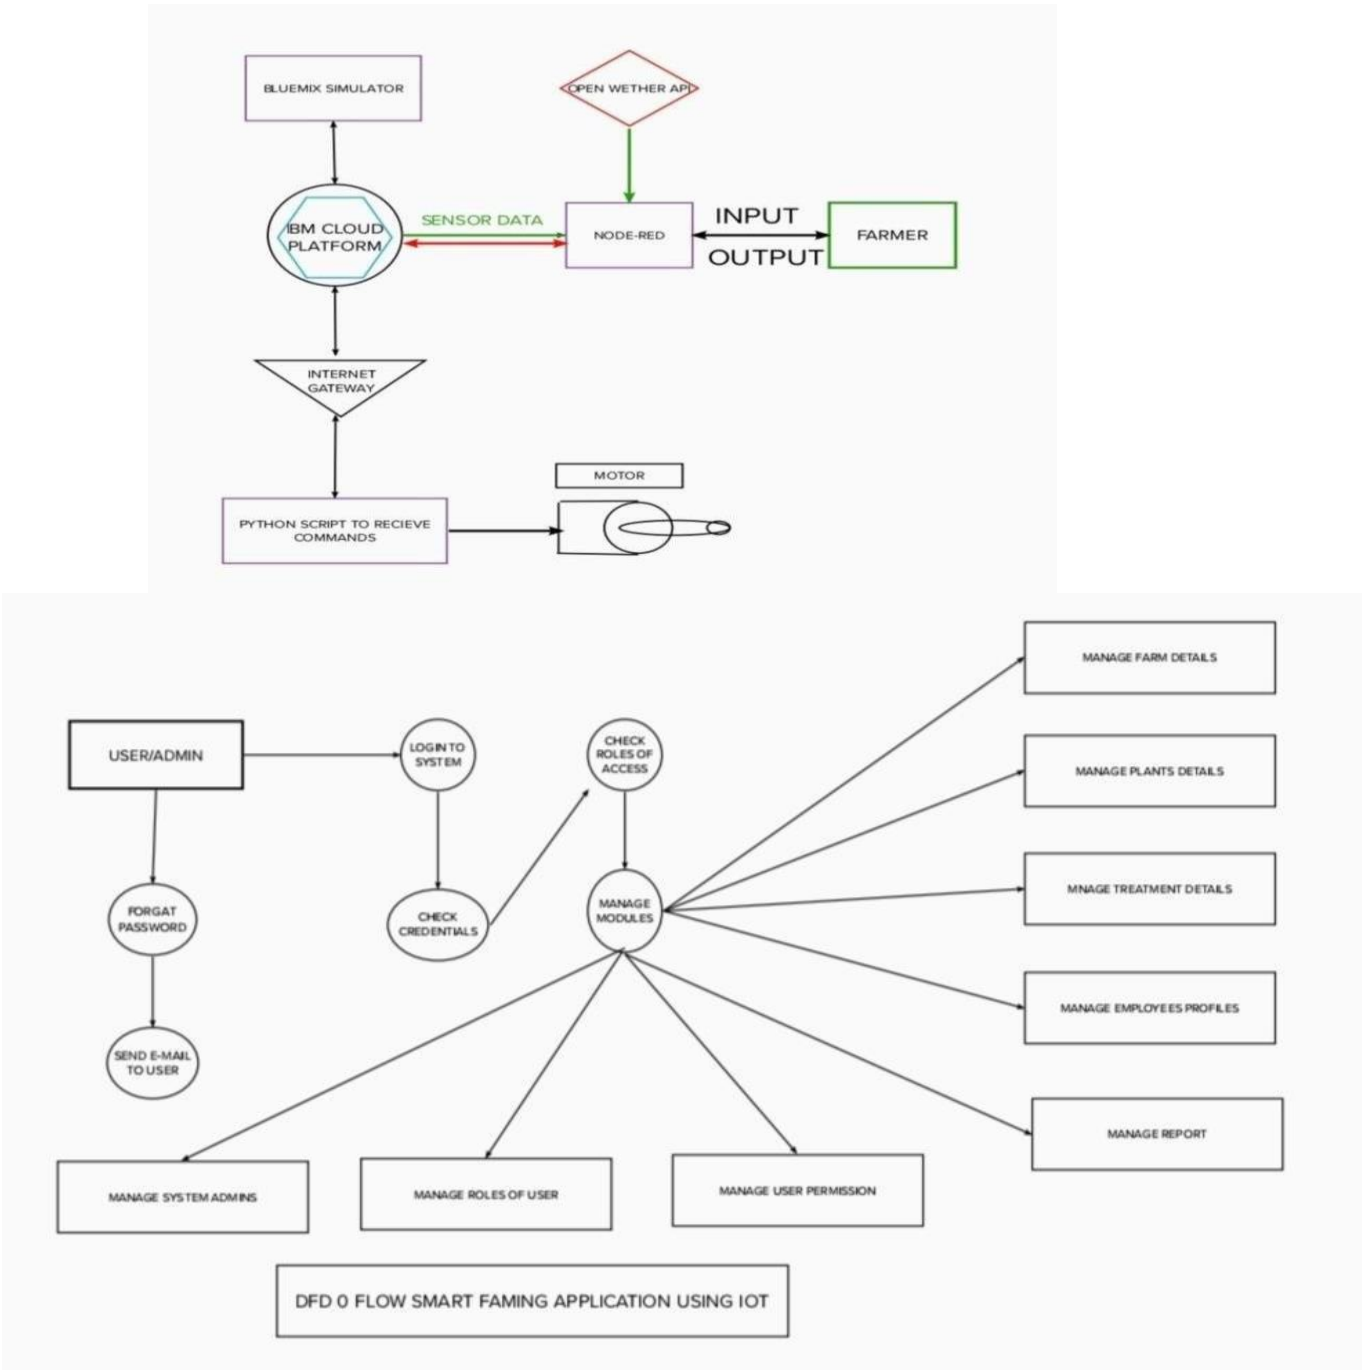 BLUEMIX SIMULATOR
OPEN WETHER API
IBM CLOUD
PLATFORM
SENSOR DATA
NODE-RED
INPUT
OUTPUT
FARMER
INTERNET
GATEWAY
MOTOR
PYTHON SCRIPT TO RECIEVE
COMMANDS
MANAGE FARM DETAILS
USER/ADMIN
LOGIN TO
SYSTEM
CHECK
ROLES OF
ACCESS
MANAGE PLANTS DETAILS
FORGAT
PASSWORD
CHECK
CREDENTIALS
MANAGE
MODULES
MNAGE TREATMENT DETAILS
MANAGE EMPLOYEES PROFILES
SEND E-MAIL
TO USER
MANAGE REPORT
MANAGE SYSTEM ADMINS
MANAGE ROLES OF USER
MANAGE USER PERMISSION
DFD 0 FLOW SMART FAMING APPLICATION USING IOT